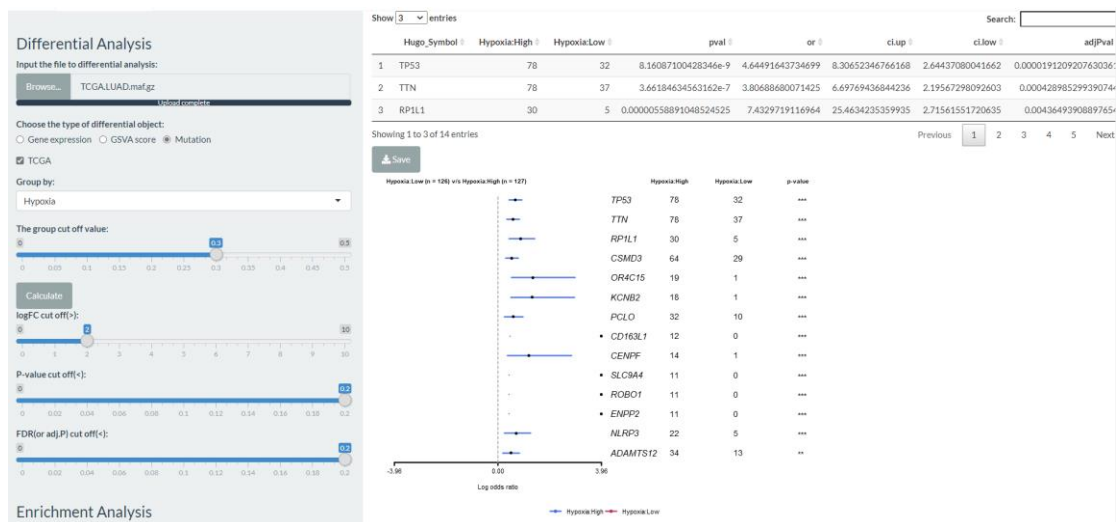 Differential Analysis
Input the file to differential analysis:
Browse... TCGA.LUAD.maf.gz
Upload complete
Choose the type of differential object:
Gene expression GSVA score Mutation
TCGA
Group by:
Hypoxia
The group cut off value:
0 0.3 0.5
0 0.05 0.1 0.15 0.2 0.25 0.3 0.35 0.4 0.45 0.5
Calculate
logFC cut off(>):
0 2 10
0 1 2 3 4 5 6 7 8 9 10
P-value cut off(<):
0 0.2
0 0.02 0.04 0.06 0.08 0.1 0.12 0.14 0.16 0.18 0.2
FDR(or adj.P) cut off(<):
0 0.2
0 0.02 0.04 0.06 0.08 0.1 0.12 0.14 0.16 0.18 0.2
Enrichment Analysis
Show 3 entries Search:
Hugo_Symbol Hypoxia:High Hypoxia:Low pval or ci.up ci.low adjPval
1 TP53 78 32 8.16087100428346e-9 4.64491643734699 8.30652346766168 2.64437080041662 0.0000191209207630361
2 TTN 78 37 3.66184634563162e-7 3.80688680071425 6.69769436844236 2.19567298009247 0.000428985299390744
3 RP1L1 30 5 0.00000558891048524525 7.4329719116964 25.4634235359935 2.71561551720635 0.0043649390889765
Showing 1 to 3 of 14 entries Previous 1 2 3 4 5 Next
Save
Hypoxia:Low (n = 126) v/s Hypoxia:High (n = 127) Hypoxia:High Hypoxia:Low p-value
TP53 78 32 ***
TTN 78 37 ***
RP1L1 30 5 ***
CSMD3 64 29 ***
OR4C15 19 1 ***
KCNB2 18 1 ***
PCLO 32 10 ***
CD163L1 12 0 ***
CENPF 14 1 ***
SLC9A4 11 0 ***
ROBO1 11 0 ***
ENPP2 11 0 ***
NLRP3 22 5 ***
ADAMTS12 34 13 **
-3.96 0.00 3.96
Log odds ratio
Hypoxia:High Hypoxia:Low